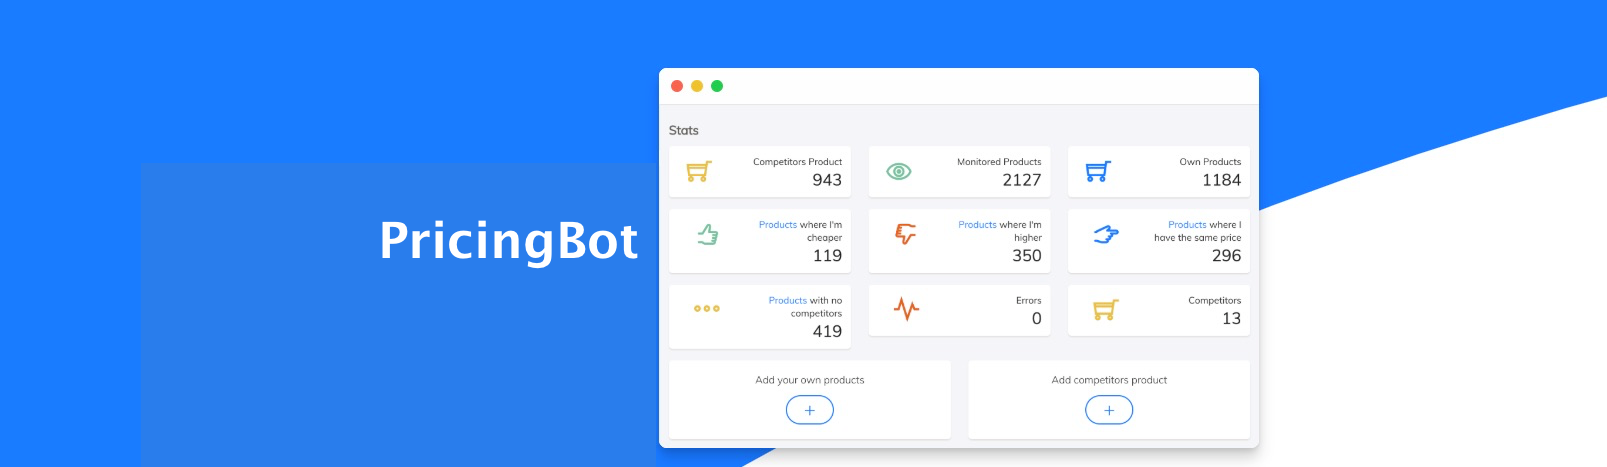 PricingBot
Stats
Competitors Product
943
Monitored Products
2127
Own Products
1184
Products where I'm
cheaper
119
Products where I'm
higher
350
Products where I
have the same price
296
Products with no
competitors
419
Errors
0
Competitors
13
Add your own products
+
Add competitors product
+